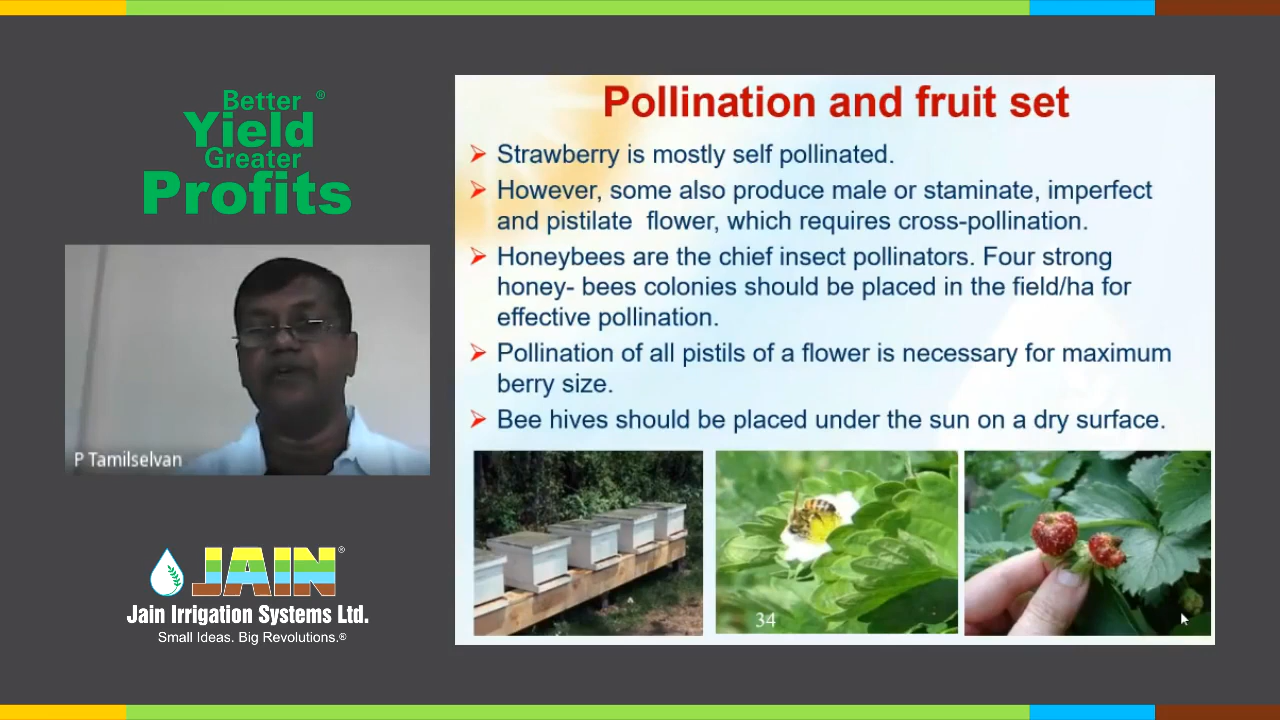 Better ®
Yield
Greater
Profits
P Tamilselvan
JAIN®
Jain Irrigation Systems Ltd.
Small Ideas. Big Revolutions.®
Pollination and fruit set
➢ Strawberry is mostly self pollinated.
➢ However, some also produce male or staminate, imperfect
and pistilate flower, which requires cross-pollination.
➢ Honeybees are the chief insect pollinators. Four strong
honey- bees colonies should be placed in the field/ha for
effective pollination.
➢ Pollination of all pistils of a flower is necessary for maximum
berry size.
➢ Bee hives should be placed under the sun on a dry surface.
34